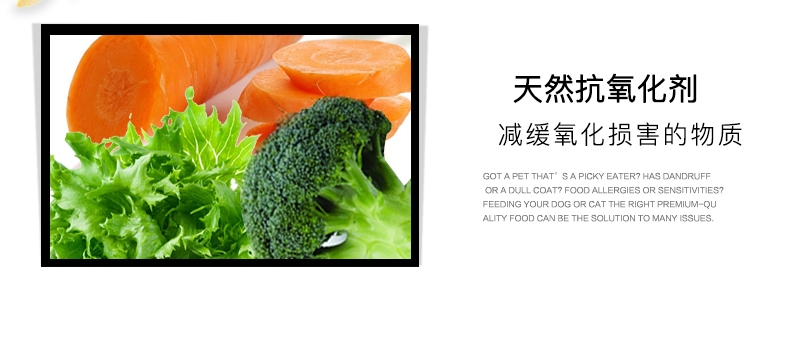 天然抗氧化剂
减缓氧化损害的物质
GOT A PET THAT'S A PICKY EATER? HAS DANDRUFF
OR A DULL COAT? FOOD ALLERGIES OR SENSITIVITIES?
FEEDING YOUR DOG OR CAT THE RIGHT PREMIUM-QU
ALITY FOOD CAN BE THE SOLUTION TO MANY ISSUES.